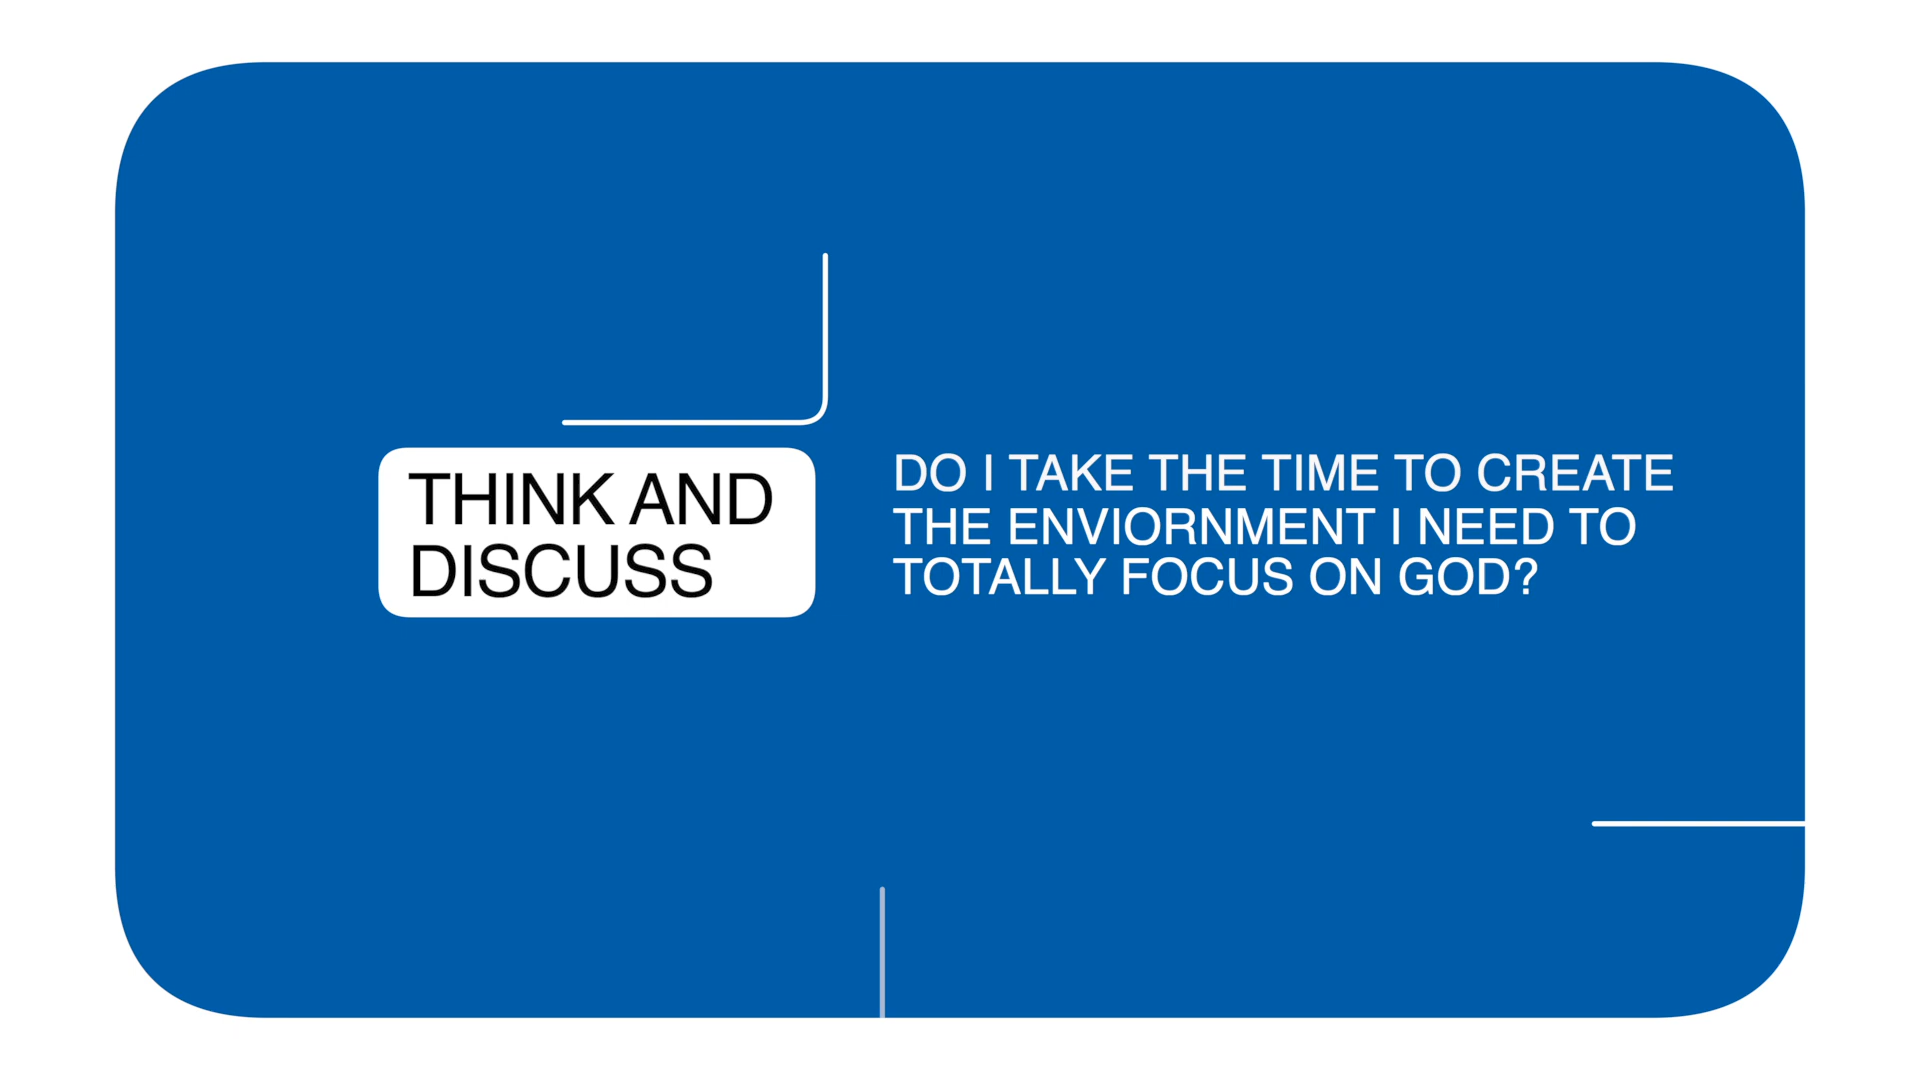 THINK AND
DISCUSS
DO I TAKE THE TIME TO CREATE
THE ENVIORNMENT I NEED TO
TOTALLY FOCUS ON GOD?